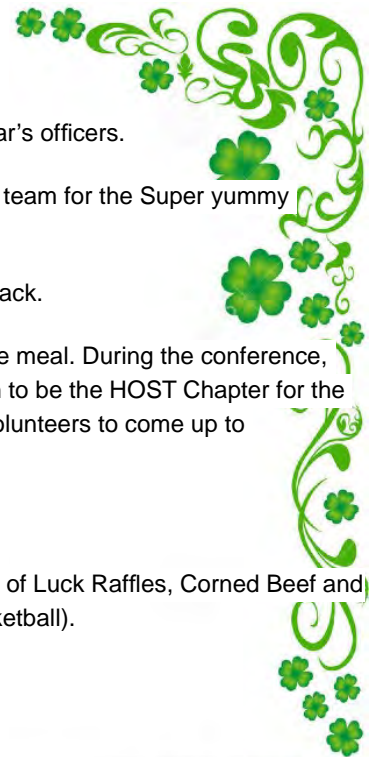 ar's officers.
team for the Super yummy
ack.
e meal. During the conference,
to be the HOST Chapter for the
olunteers to come up to
of Luck Raffles, Corned Beef and
etball).